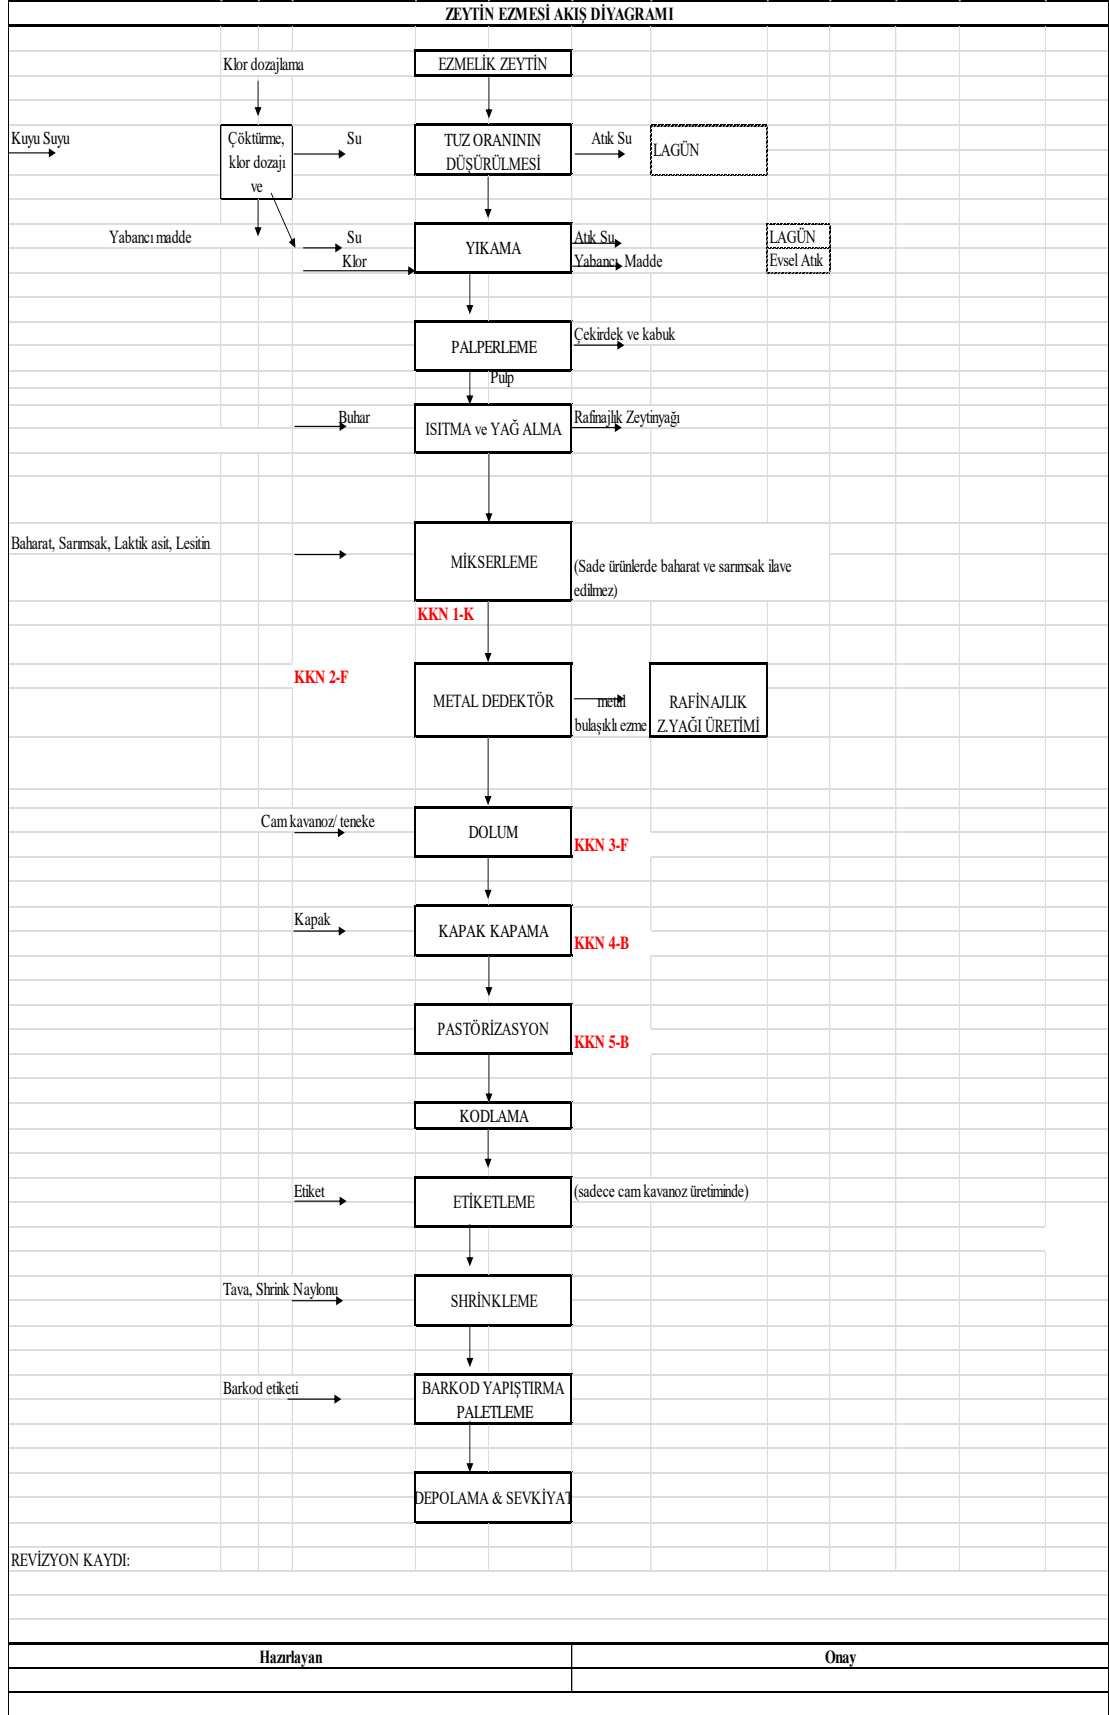 ZEYTİN EZMESİ AKIŞ DİYAGRAMI
Klor dozajlama
EZMELİK ZEYTİN
Kuyu Suyu
Çöktürme,
klor dozajı
ve
Su
TUZ ORANININ
DÜŞÜRÜLMESİ
Atık Su
LAGÜN
Yabancı madde
Su
Klor
YIKAMA
Atık Su
Yabancı Madde
LAGÜN
Evsel Atık
PALPERLEME
Çekirdek ve kabuk
Pulp
Buhar
ISITMA ve YAĞ ALMA
Rafinajlık Zeytinyağı
Baharat, Sarımsak, Laktik asit, Lesitin
MİKSERLEME
(Sade ürünlerde baharat ve sarımsak ilave
edilmez)
KKN 1-K
KKN 2-F
METAL DEDEKTÖR
metal
bulaşıklı ezme
RAFİNAJLIK
Z.YAĞI ÜRETİMİ
Cam kavanoz/ teneke
DOLUM
KKN 3-F
Kapak
KAPAK KAPAMA
KKN 4-B
PASTÖRİZASYON
KKN 5-B
KODLAMA
Etiket
ETİKETLEME
(sadece cam kavanoz üretiminde)
Tava, Shrink Naylonu
SHRİNKLEME
Barkod etiketi
BARKOD YAPIŞTIRMA
PALETLEME
DEPOLAMA & SEVKİYAT
REVİZYON KAYDI:
Hazırlayan
Onay